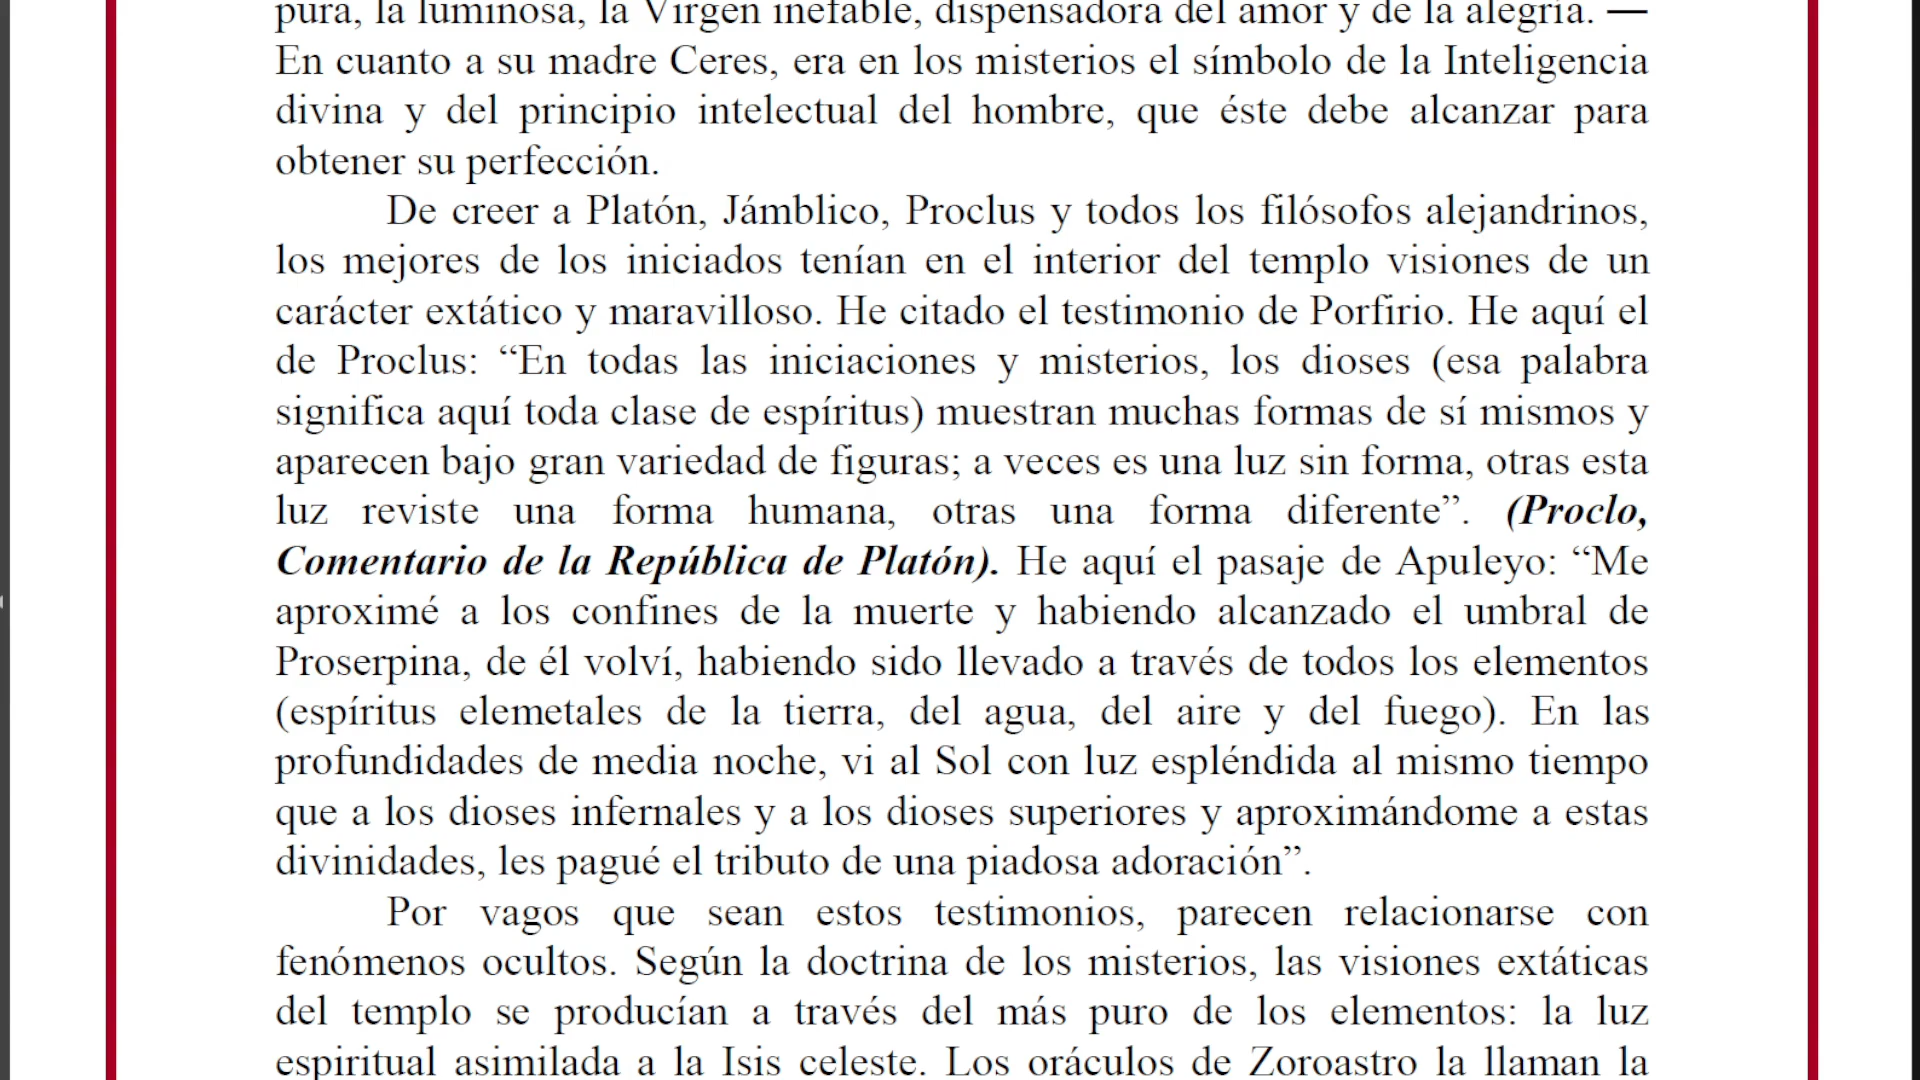 pura, la luminosa, la Virgen inefable, dispensadora del amor y de la alegría. —
En cuanto a su madre Ceres, era en los misterios el símbolo de la Inteligencia
divina y del principio intelectual del hombre, que éste debe alcanzar para
obtener su perfección.
De creer a Platón, Jámblico, Proclus y todos los filósofos alejandrinos,
los mejores de los iniciados tenían en el interior del templo visiones de un
carácter extático y maravilloso. He citado el testimonio de Porfirio. He aquí el
de Proclus: “En todas las iniciaciones y misterios, los dioses (esa palabra
significa aquí toda clase de espíritus) muestran muchas formas de sí mismos y
aparecen bajo gran variedad de figuras; a veces es una luz sin forma, otras esta
luz reviste una forma humana, otras una forma diferente”. (Proclo,
Comentario de la República de Platón). He aquí el pasaje de Apuleyo: “Me
aproximé a los confines de la muerte y habiendo alcanzado el umbral de
Proserpina, de él volví, habiendo sido llevado a través de todos los elementos
(espíritus elemetales de la tierra, del agua, del aire y del fuego). En las
profundidades de media noche, vi al Sol con luz espléndida al mismo tiempo
que a los dioses infernales y a los dioses superiores y aproximándome a estas
divinidades, les pagué el tributo de una piadosa adoración”.
Por vagos que sean estos testimonios, parecen relacionarse con
fenómenos ocultos. Según la doctrina de los misterios, las visiones extáticas
del templo se producían a través del más puro de los elementos: la luz
espiritual asimilada a la Isis celeste. Los oráculos de Zoroastro la llaman la